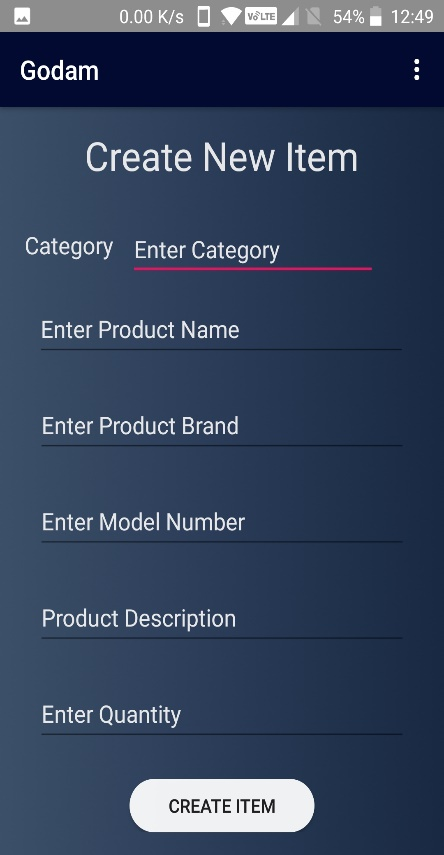 0.00 K/s VoLTE 54% 12:49
Godam
Create New Item
Category Enter Category
Enter Product Name
Enter Product Brand
Enter Model Number
Product Description
Enter Quantity
CREATE ITEM